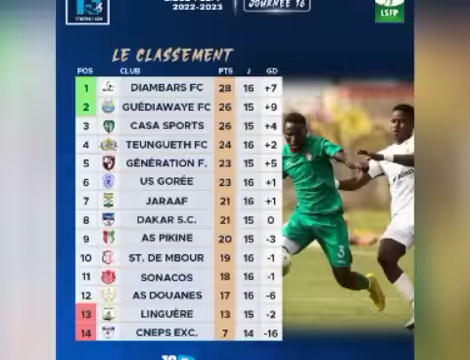 2022-2023
JOURNÉE 16
LSFP
LE CLASSEMENT
POS CLUB PTS J GD
1 DIAMBARS FC 28 16 +7
2 GUÉDIAWAYE FC 26 15 +9
3 CASA SPORTS 26 15 +4
4 TEUNGUETH FC 24 16 +2
5 GÉNÉRATION F. 23 15 +5
6 US GORÉE 23 16 +1
7 JARAAF 21 16 +1
8 DAKAR S.C. 21 15 0
9 AS PIKINE 20 15 -3
10 ST. DE MBOUR 19 16 -1
11 SONACOS 18 16 -1
12 AS DOUANES 17 16 -6
13 LINGUÈRE 13 15 -2
14 CNEPS EXC. 7 14 -16